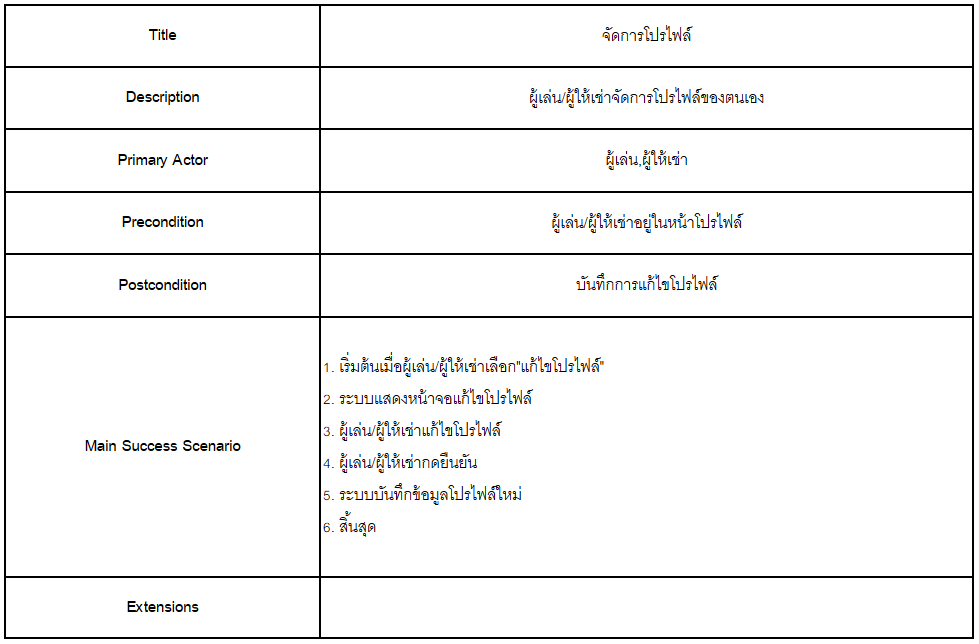 Title
จัดการโปรไฟล์
Description
ผู้เล่น/ผู้ให้เช่าจัดการโปรไฟล์ของตนเอง
Primary Actor
ผู้เล่น,ผู้ให้เช่า
Precondition
ผู้เล่น/ผู้ให้เช่าอยู่ในหน้าโปรไฟล์
Postcondition
บันทึกการแก้ไขโปรไฟล์
Main Success Scenario
1. เริ่มต้นเมื่อผู้เล่น/ผู้ให้เช่าเลือก"แก้ไขโปรไฟล์"
2. ระบบแสดงหน้าจอแก้ไขโปรไฟล์
3. ผู้เล่น/ผู้ให้เช่าแก้ไขโปรไฟล์
4. ผู้เล่น/ผู้ให้เช่ากดยืนยัน
5. ระบบบันทึกข้อมูลโปรไฟล์ใหม่
6. สิ้นสุด
Extensions